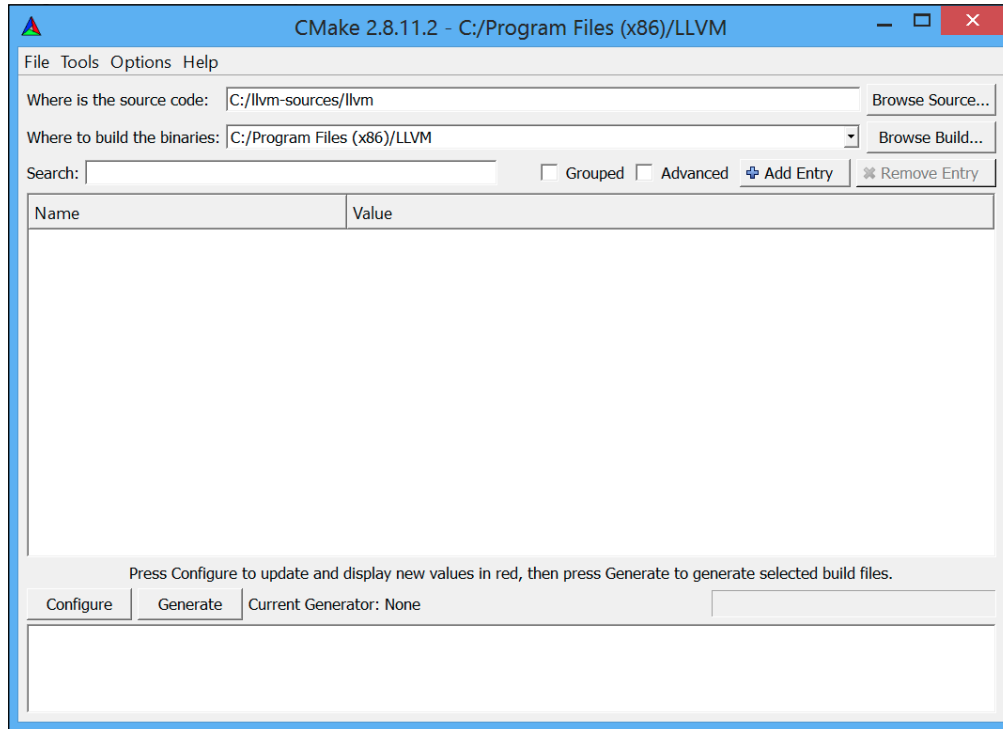 CMake 2.8.11.2 - C:/Program Files (x86)/LLVM
File Tools Options Help
Where is the source code: C:/llvm-sources/llvm Browse Source...
Where to build the binaries: C:/Program Files (x86)/LLVM Browse Build...
Search: Grouped Advanced Add Entry Remove Entry
Name Value
Press Configure to update and display new values in red, then press Generate to generate selected build files.
Configure Generate Current Generator: None